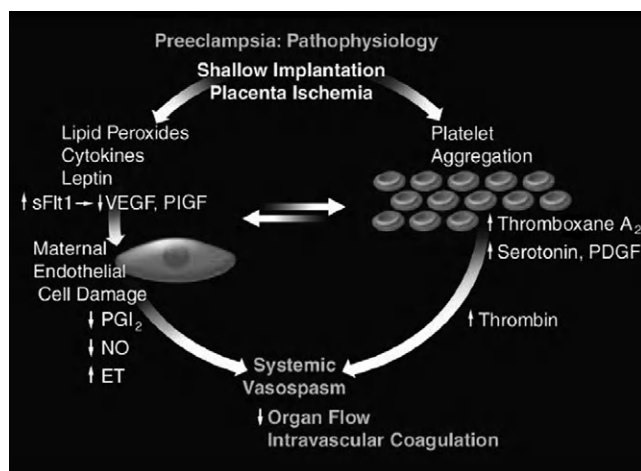 Preeclampsia: Pathophysiology
Shallow Implantation
Placenta Ischemia
Lipid Peroxides
Cytokines
Leptin
↑ sFlt1→ ↓ VEGF, PIGF
Maternal
Endothelial
Cell Damage
↓ PGI₂
↓ NO
↑ ET
Platelet
Aggregation
↑ Thromboxane A₂
↑ Serotonin, PDGF
↑ Thrombin
Systemic
Vasospasm
↓ Organ Flow
Intravascular Coagulation